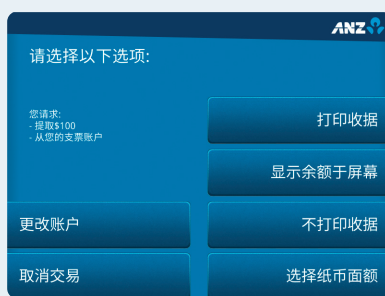 ANZ
请选择以下选项:
您请求:
- 提取$100
- 从您的支票账户
打印收据
显示余额于屏幕
更改账户
不打印收据
取消交易
选择纸币面额